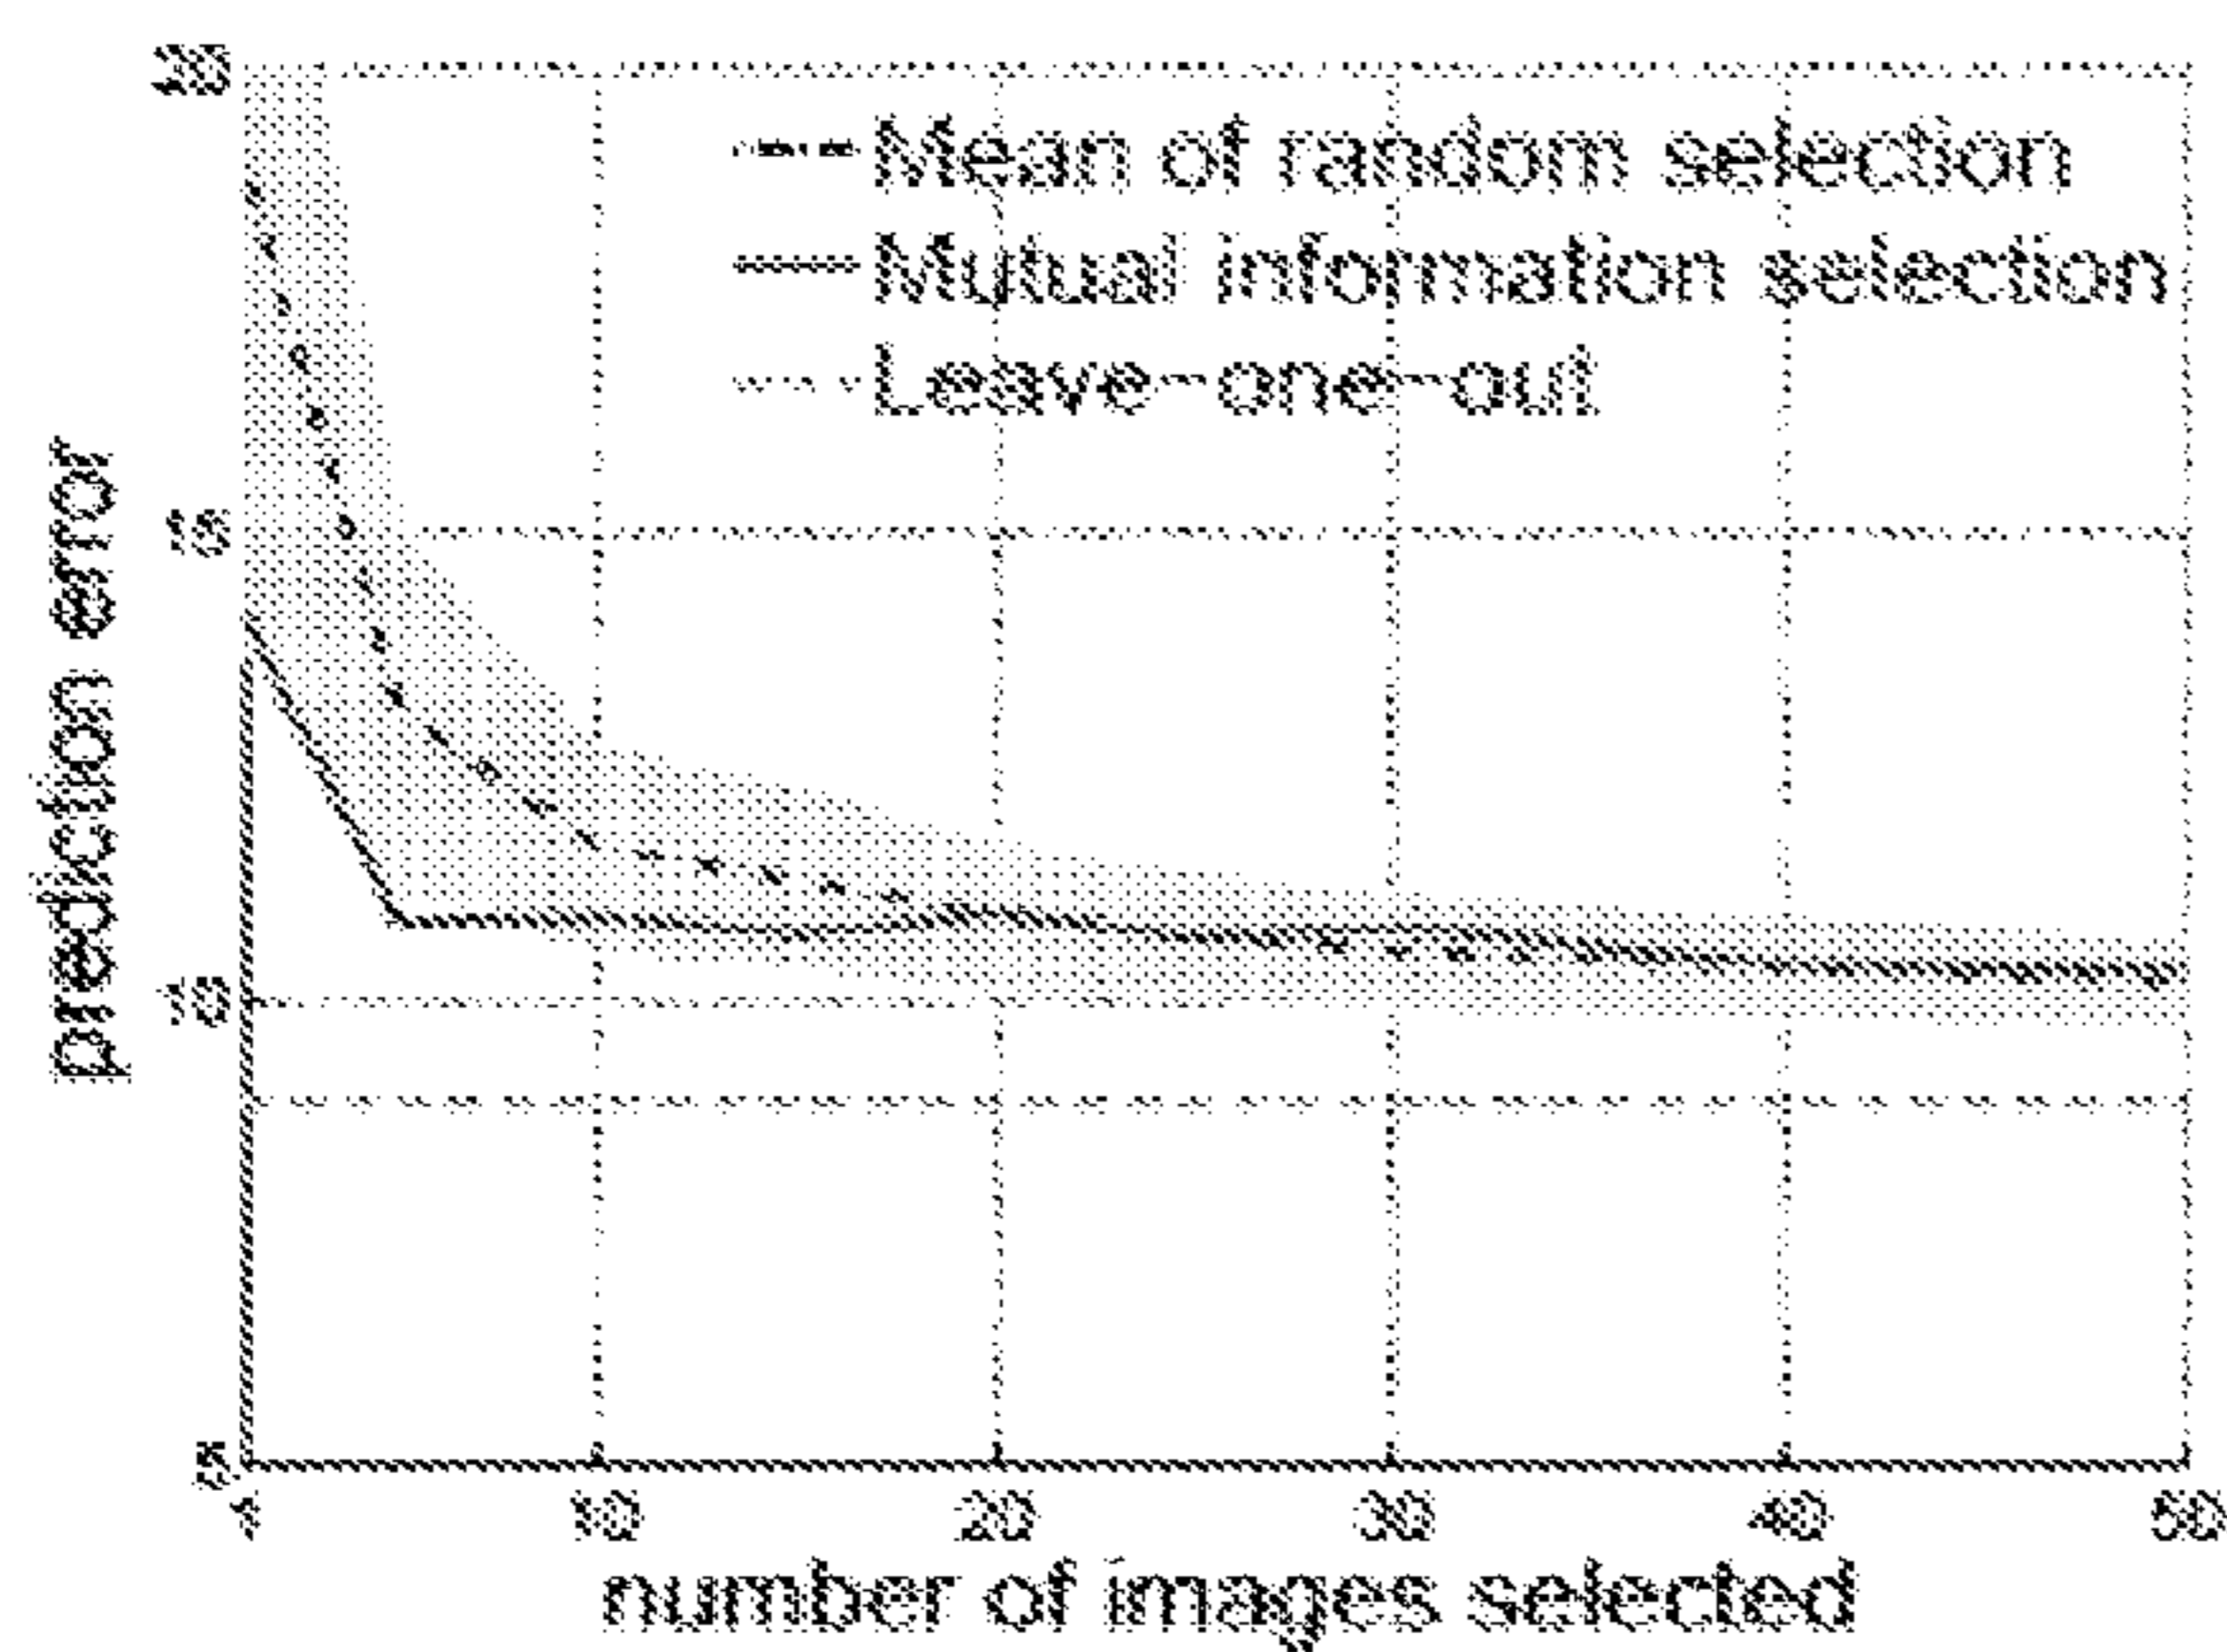 20
15
10
5
prediction error
Mean of random selection
Mutual information selection
Leave-one-out
1 10 20 30 40 50
number of images selected